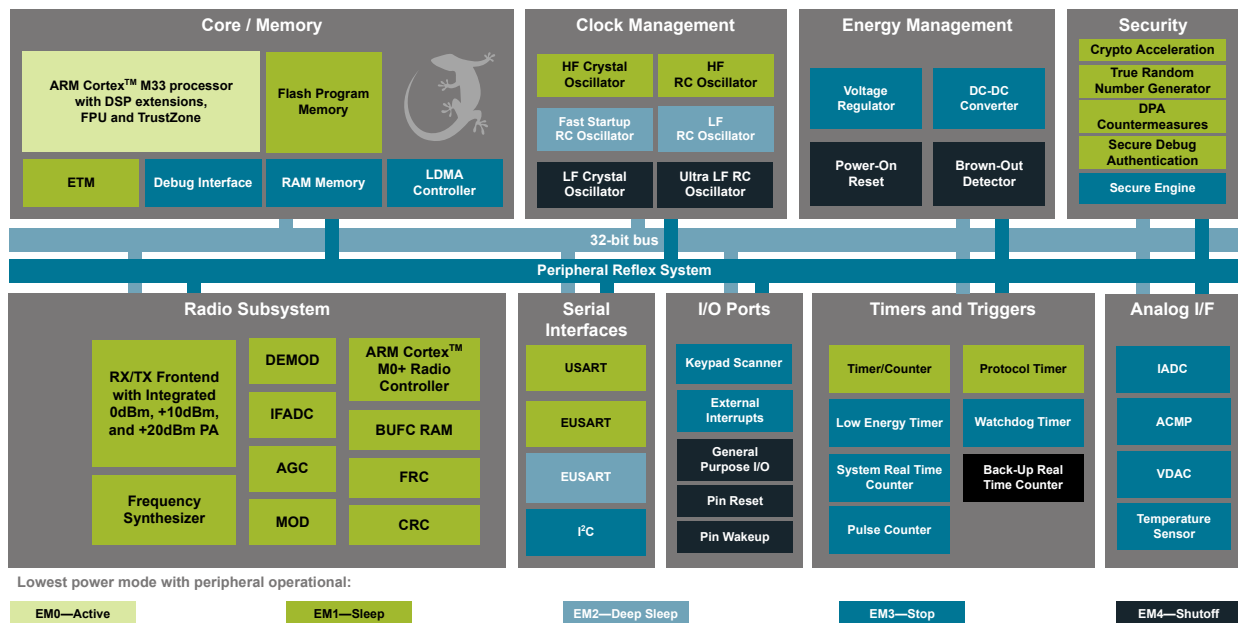 Core / Memory
ARM Cortex™ M33 processor
with DSP extensions,
FPU and TrustZone
Flash Program
Memory
ETM
Debug Interface
RAM Memory
LDMA
Controller
Clock Management
HF Crystal
Oscillator
HF
RC Oscillator
Fast Startup
RC Oscillator
LF
RC Oscillator
LF Crystal
Oscillator
Ultra LF RC
Oscillator
Energy Management
Voltage
Regulator
DC-DC
Converter
Power-On
Reset
Brown-Out
Detector
Security
Crypto Acceleration
True Random
Number Generator
DPA
Countermeasures
Secure Debug
Authentication
Secure Engine
32-bit bus
Peripheral Reflex System
Radio Subsystem
RX/TX Frontend
with Integrated
0dBm, +10dBm,
and +20dBm PA
Frequency
Synthesizer
DEMOD
IFADC
AGC
MOD
ARM Cortex™
M0+ Radio
Controller
BUFC RAM
FRC
CRC
Serial
Interfaces
USART
EUSART
EUSART
I²C
I/O Ports
Keypad Scanner
External
Interrupts
General
Purpose I/O
Pin Reset
Pin Wakeup
Timers and Triggers
Timer/Counter
Protocol Timer
Low Energy Timer
Watchdog Timer
System Real Time
Counter
Back-Up Real
Time Counter
Pulse Counter
Analog I/F
IADC
ACMP
VDAC
Temperature
Sensor
Lowest power mode with peripheral operational:
EM0—Active
EM1—Sleep
EM2—Deep Sleep
EM3—Stop
EM4—Shutoff